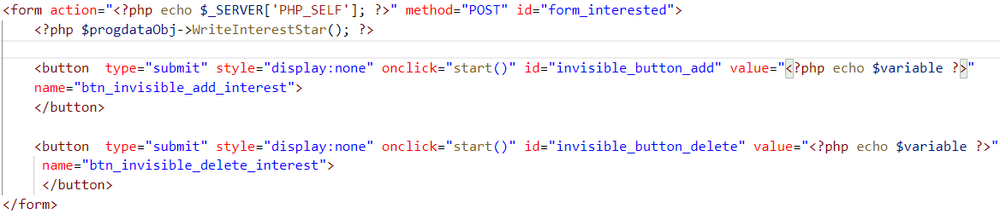 <form action="<?php echo $_SERVER['PHP_SELF']; ?>" method="POST" id="form_interested">
<?php $progdataObj->WriteInterestStar(); ?>
<button  type="submit" style="display:none" onclick="start()" id="invisible_button_add" value="<?php echo $variable ?>"
name="btn_invisible_add_interest">
</button>
<button  type="submit" style="display:none" onclick="start()" id="invisible_button_delete" value="<?php echo $variable ?>"
name="btn_invisible_delete_interest">
</button>
</form>